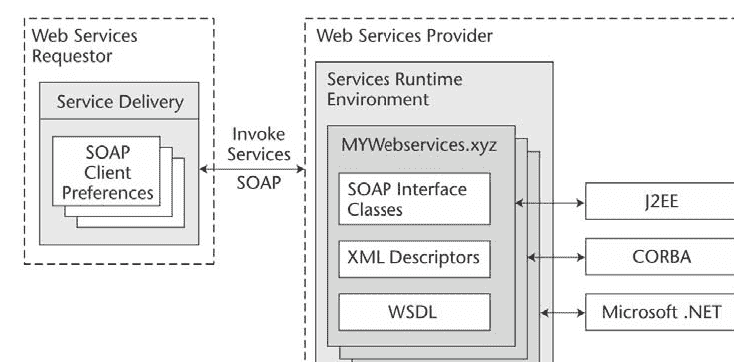 Web Services
Requestor
Service Delivery
SOAP
Client
Preferences
Invoke
Services
SOAP
Web Services Provider
Services Runtime
Environment
MYWebservices.xyz
SOAP Interface
Classes
XML Descriptors
WSDL
J2EE
CORBA
Microsoft .NET